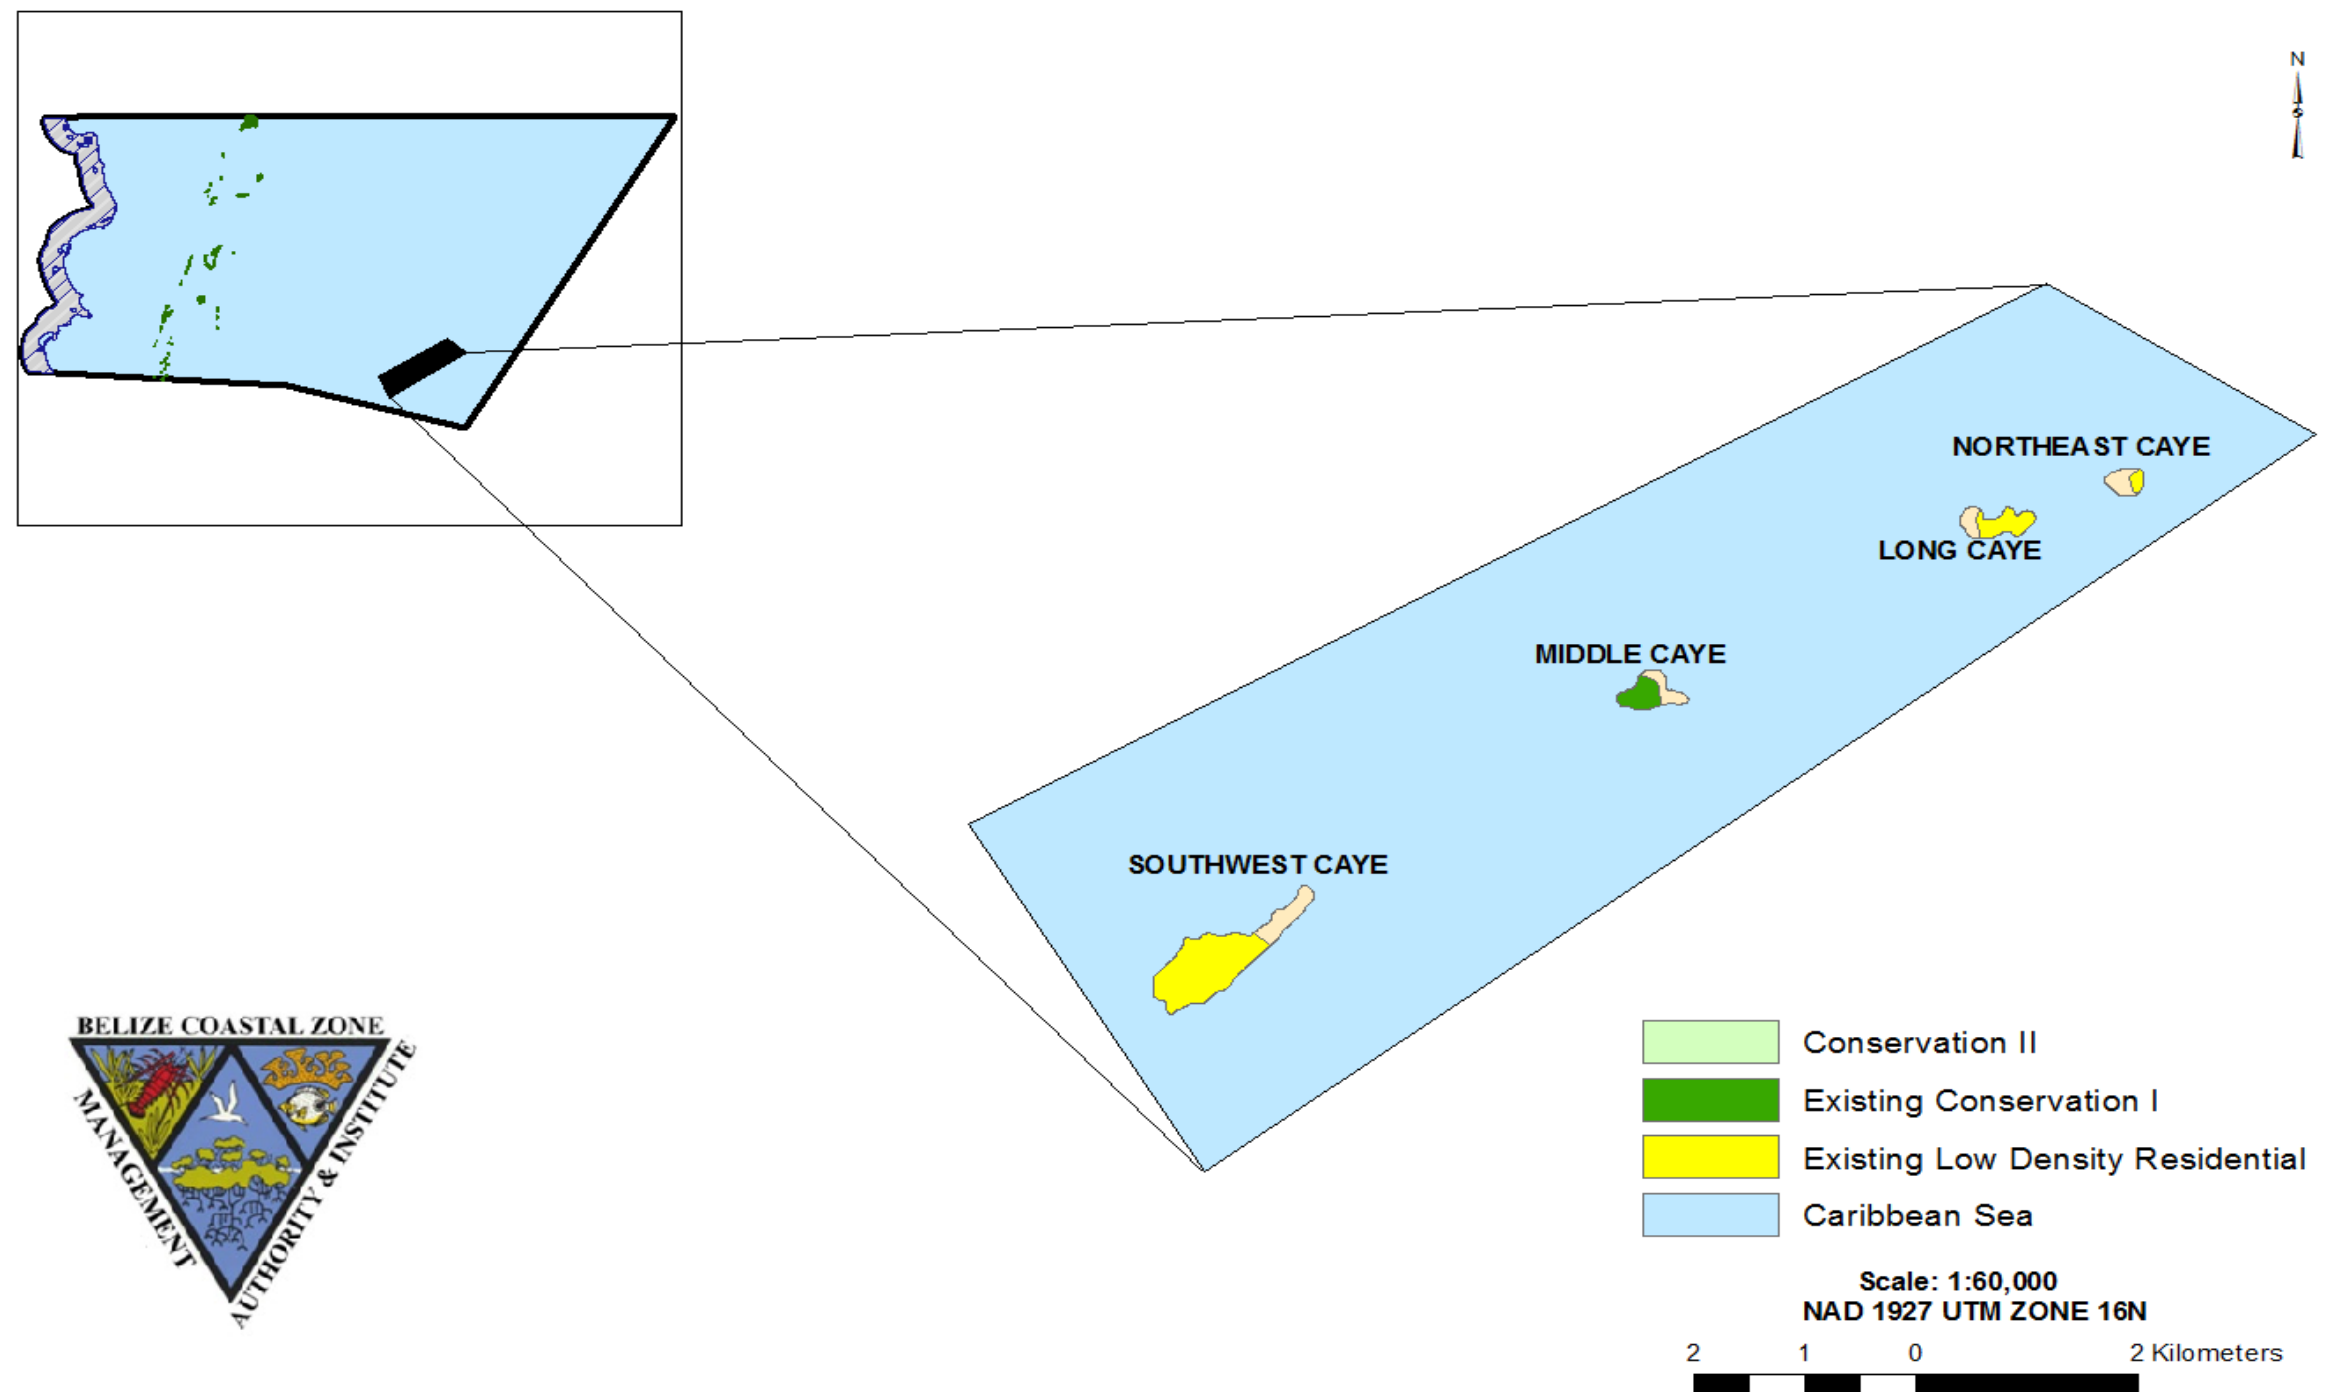 N
S
NORTHEAST CAYE
LONG CAYE
MIDDLE CAYE
SOUTHWEST CAYE
BELIZE COASTAL ZONE
MANAGEMENT
AUTHORITY & INSTITUTE
Conservation II
Existing Conservation I
Existing Low Density Residential
Caribbean Sea
Scale: 1:60,000
NAD 1927 UTM ZONE 16N
2 1 0 2 Kilometers